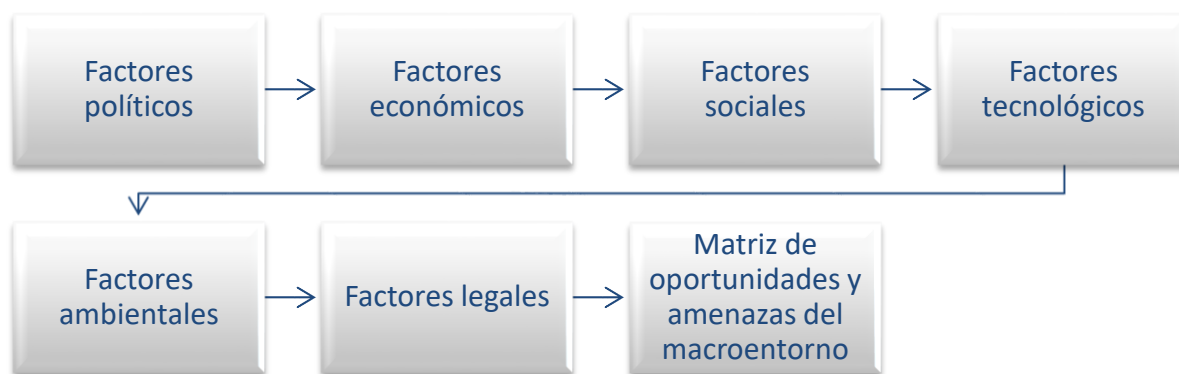 Factores
políticos
Factores
económicos
Factores
sociales
Factores
tecnológicos
Factores
ambientales
Factores legales
Matriz de
oportunidades y
amenazas del
macroentorno